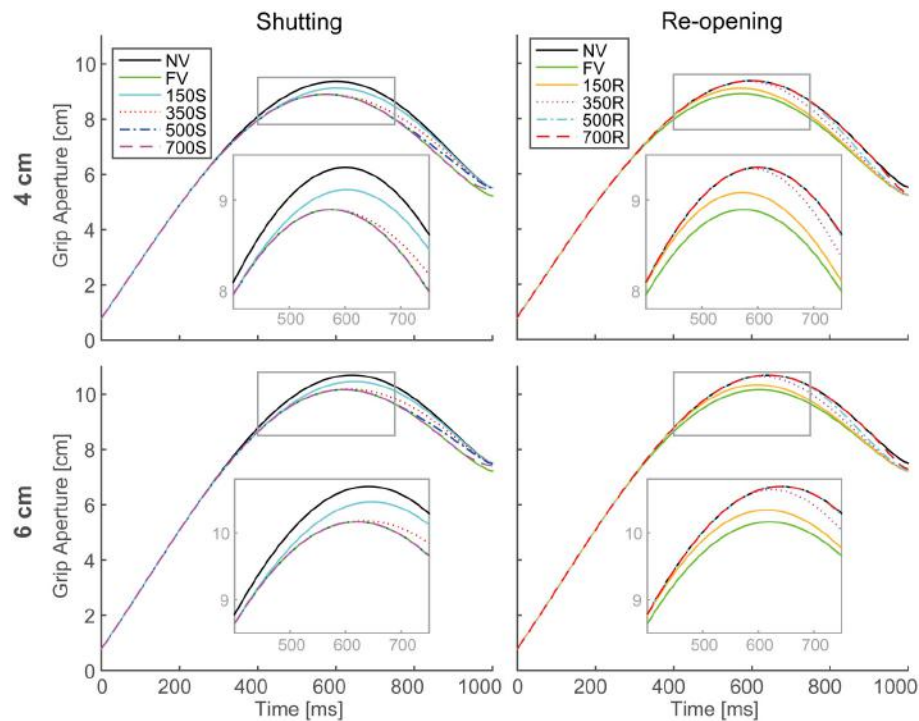 Shutting
Re-opening
10
8
6
4
2
0
Grip Aperture [cm]
4 cm
NV
FV
150S
350S
500S
700S
9
8
500
600
700
NV
FV
150R
350R
500R
700R
9
8
500
600
700
10
8
6
4
2
0
Grip Aperture [cm]
6 cm
10
9
500
600
700
10
9
500
600
700
0
200
400
600
800
1000
Time [ms]
0
200
400
600
800
1000
Time [ms]